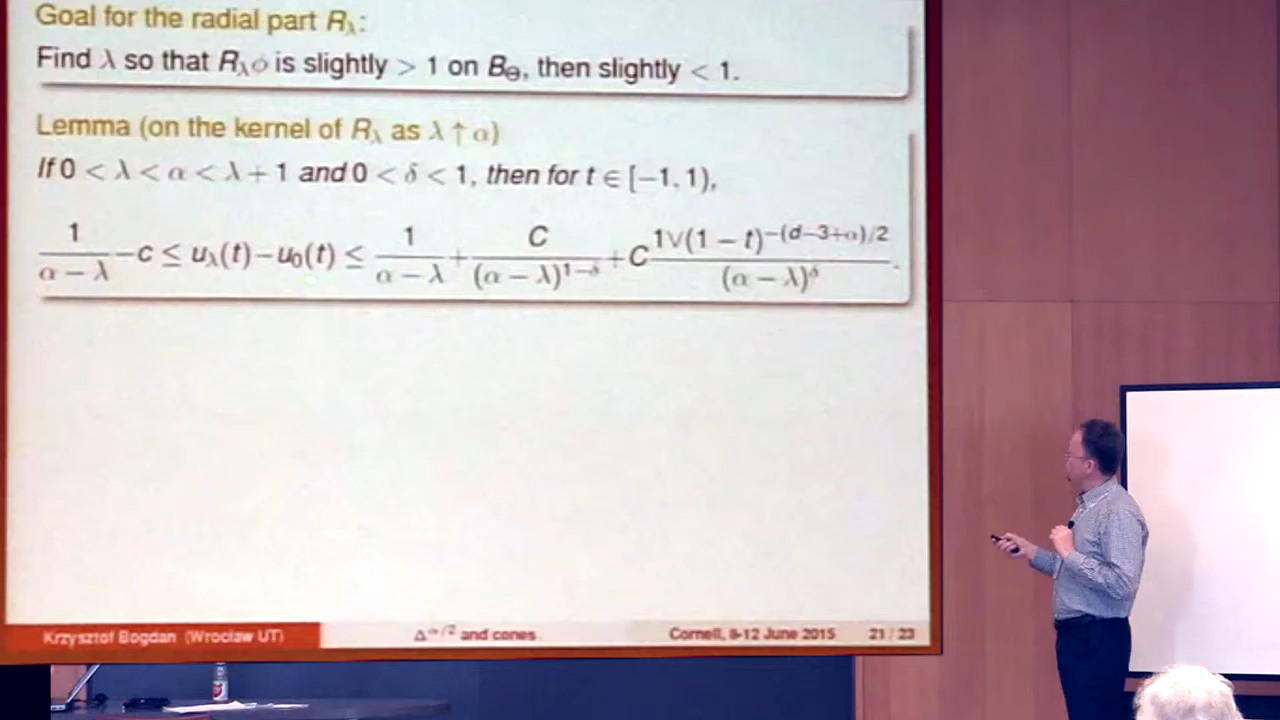 Goal for the radial part R_λ:
Find λ so that R_λφ is slightly > 1 on B_Θ, then slightly < 1.
Lemma (on the kernel of R_λ as λ ↑ α)
If 0 < λ < α < λ + 1 and 0 < δ < 1, then for t ∈ [−1, 1),
1/(α − λ) − c ≤ u_λ(t) − u_0(t) ≤ 1/(α − λ) + C/(α − λ)^{1−δ} + C (1∨(1 − t)^{−(d−3+α)/2})/(α − λ)^δ.
Krzysztof Bogdan (Wrocław UT) Δ^{α/2} and cones Cornell, 8-12 June 2015 21 / 23